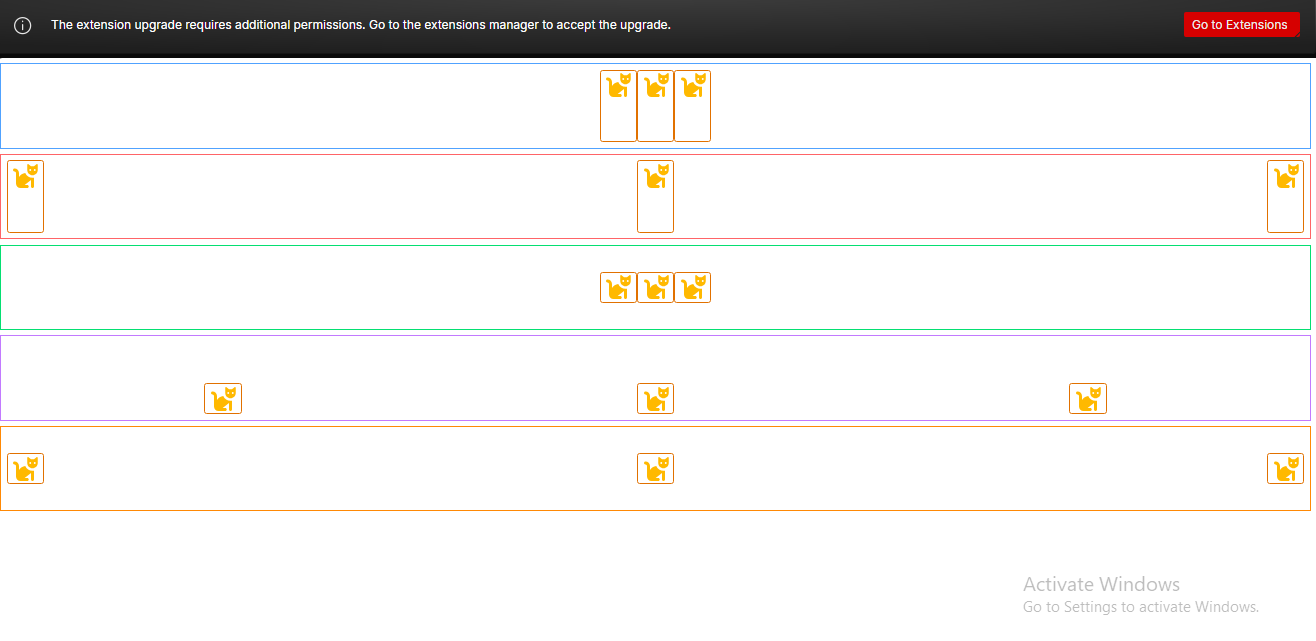 The extension upgrade requires additional permissions. Go to the extensions manager to accept the upgrade.
Go to Extensions
Activate Windows
Go to Settings to activate Windows.